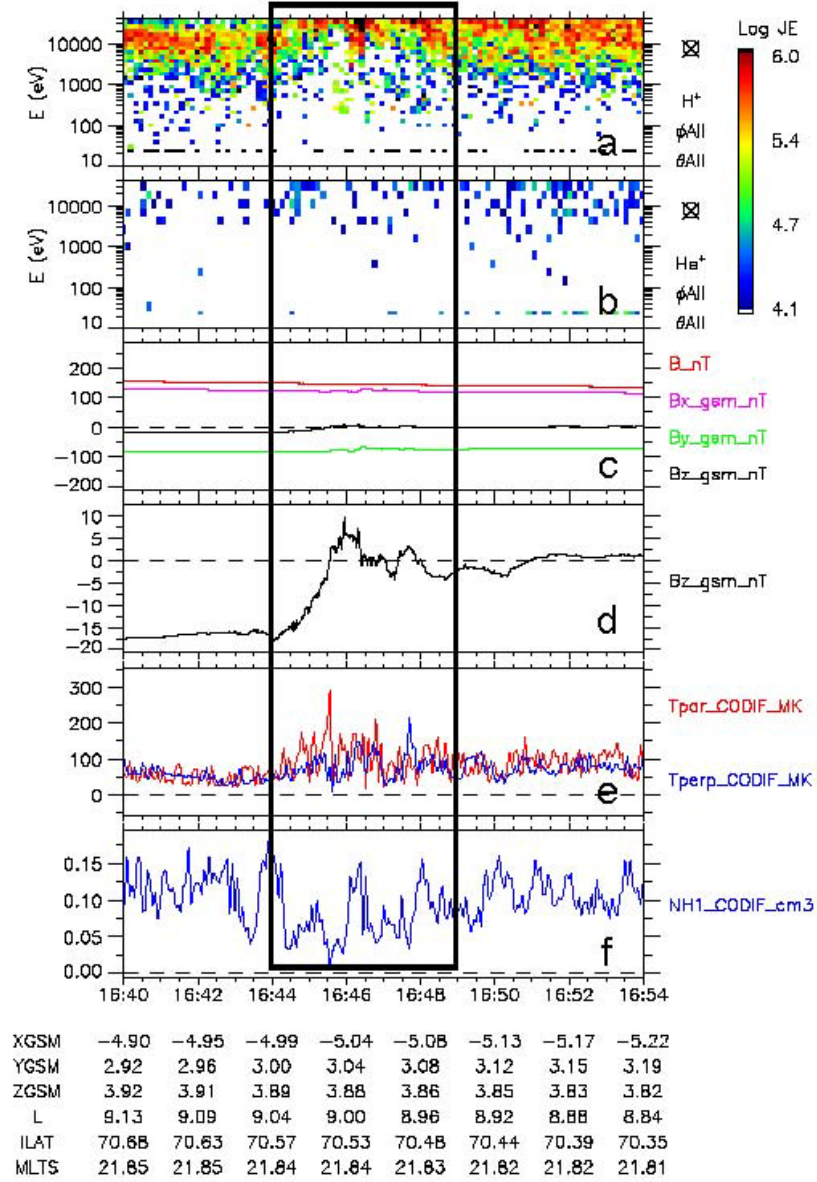 Log JE
E (eV)
10000
1000
100
10
a
H+
ϕAll
θAll
6.0
5.4
4.7
4.1
E (eV)
10000
1000
100
10
b
He+
ϕAll
θAll
200
100
0
-100
-200
c
B_nT
Bx_gsm_nT
By_gsm_nT
Bz_gsm_nT
10
5
0
-5
-10
-15
-20
d
Bz_gsm_nT
300
200
100
0
e
Tpar_CODIF_MK
Tperp_CODIF_MK
0.15
0.10
0.05
0.00
f
NH1_CODIF_cm3
16:40 16:42 16:44 16:46 16:48 16:50 16:52 16:54
XGSM -4.90 -4.95 -4.99 -5.04 -5.08 -5.13 -5.17 -5.22
YGSM 2.92 2.96 3.00 3.04 3.08 3.12 3.15 3.19
ZGSM 3.92 3.91 3.89 3.88 3.86 3.85 3.83 3.82
L 9.13 9.09 9.04 9.00 8.96 8.92 8.88 8.84
ILAT 70.68 70.63 70.57 70.53 70.48 70.44 70.39 70.35
MLTS 21.85 21.85 21.84 21.84 21.83 21.82 21.82 21.81